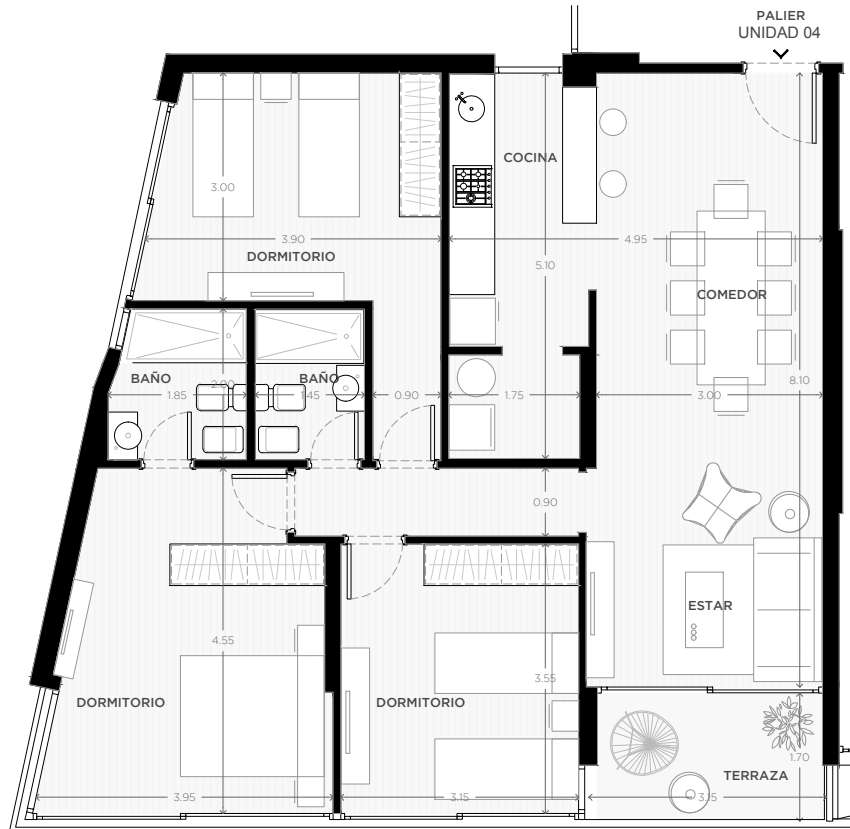 PALIER
UNIDAD 04
COCINA
3.00
3.90
4.95
DORMITORIO
5.10
COMEDOR
BAÑO
2.00
BAÑO
8.10
1.85
1.45
0.90
1.75
3.00
0.90
ESTAR
4.55
3.55
DORMITORIO
DORMITORIO
1.70
TERRAZA
3.95
3.15
3.15